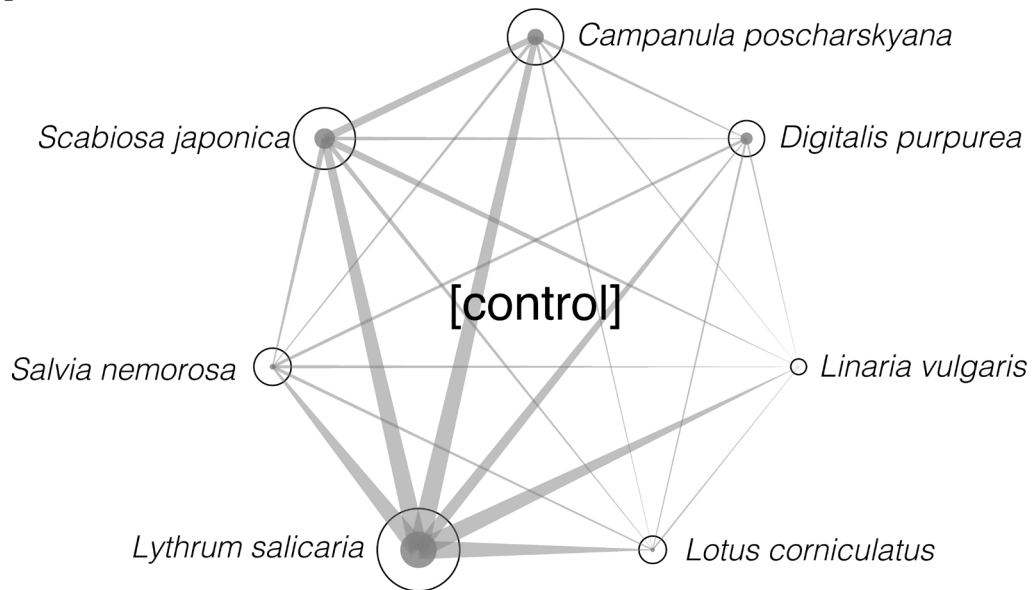 Campanula poscharskyana
Scabiosa japonica
Digitalis purpurea
[control]
Salvia nemorosa
Linaria vulgaris
Lythrum salicaria
Lotus corniculatus